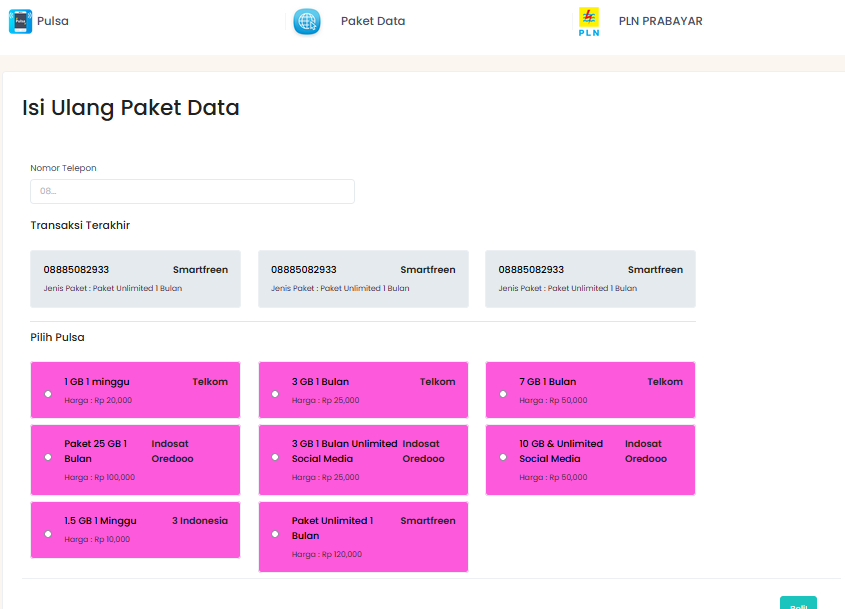 Pulsa
Paket Data
PLN
PLN PRABAYAR
Isi Ulang Paket Data
Nomor Telepon
08...
Transaksi Terakhir
08885082933 Smartfreen
Jenis Paket : Paket Unlimited 1 Bulan
08885082933 Smartfreen
Jenis Paket : Paket Unlimited 1 Bulan
08885082933 Smartfreen
Jenis Paket : Paket Unlimited 1 Bulan
Pilih Pulsa
1 GB 1 minggu Telkom
Harga : Rp 20,000
3 GB 1 Bulan Telkom
Harga : Rp 25,000
7 GB 1 Bulan Telkom
Harga : Rp 50,000
Paket 25 GB 1 Indosat
Bulan Oredooo
Harga : Rp 100,000
3 GB 1 Bulan Unlimited Indosat
Social Media Oredooo
Harga : Rp 25,000
10 GB & Unlimited Indosat
Social Media Oredooo
Harga : Rp 50,000
1.5 GB 1 Minggu 3 Indonesia
Harga : Rp 10,000
Paket Unlimited 1 Smartfreen
Bulan
Harga : Rp 120,000